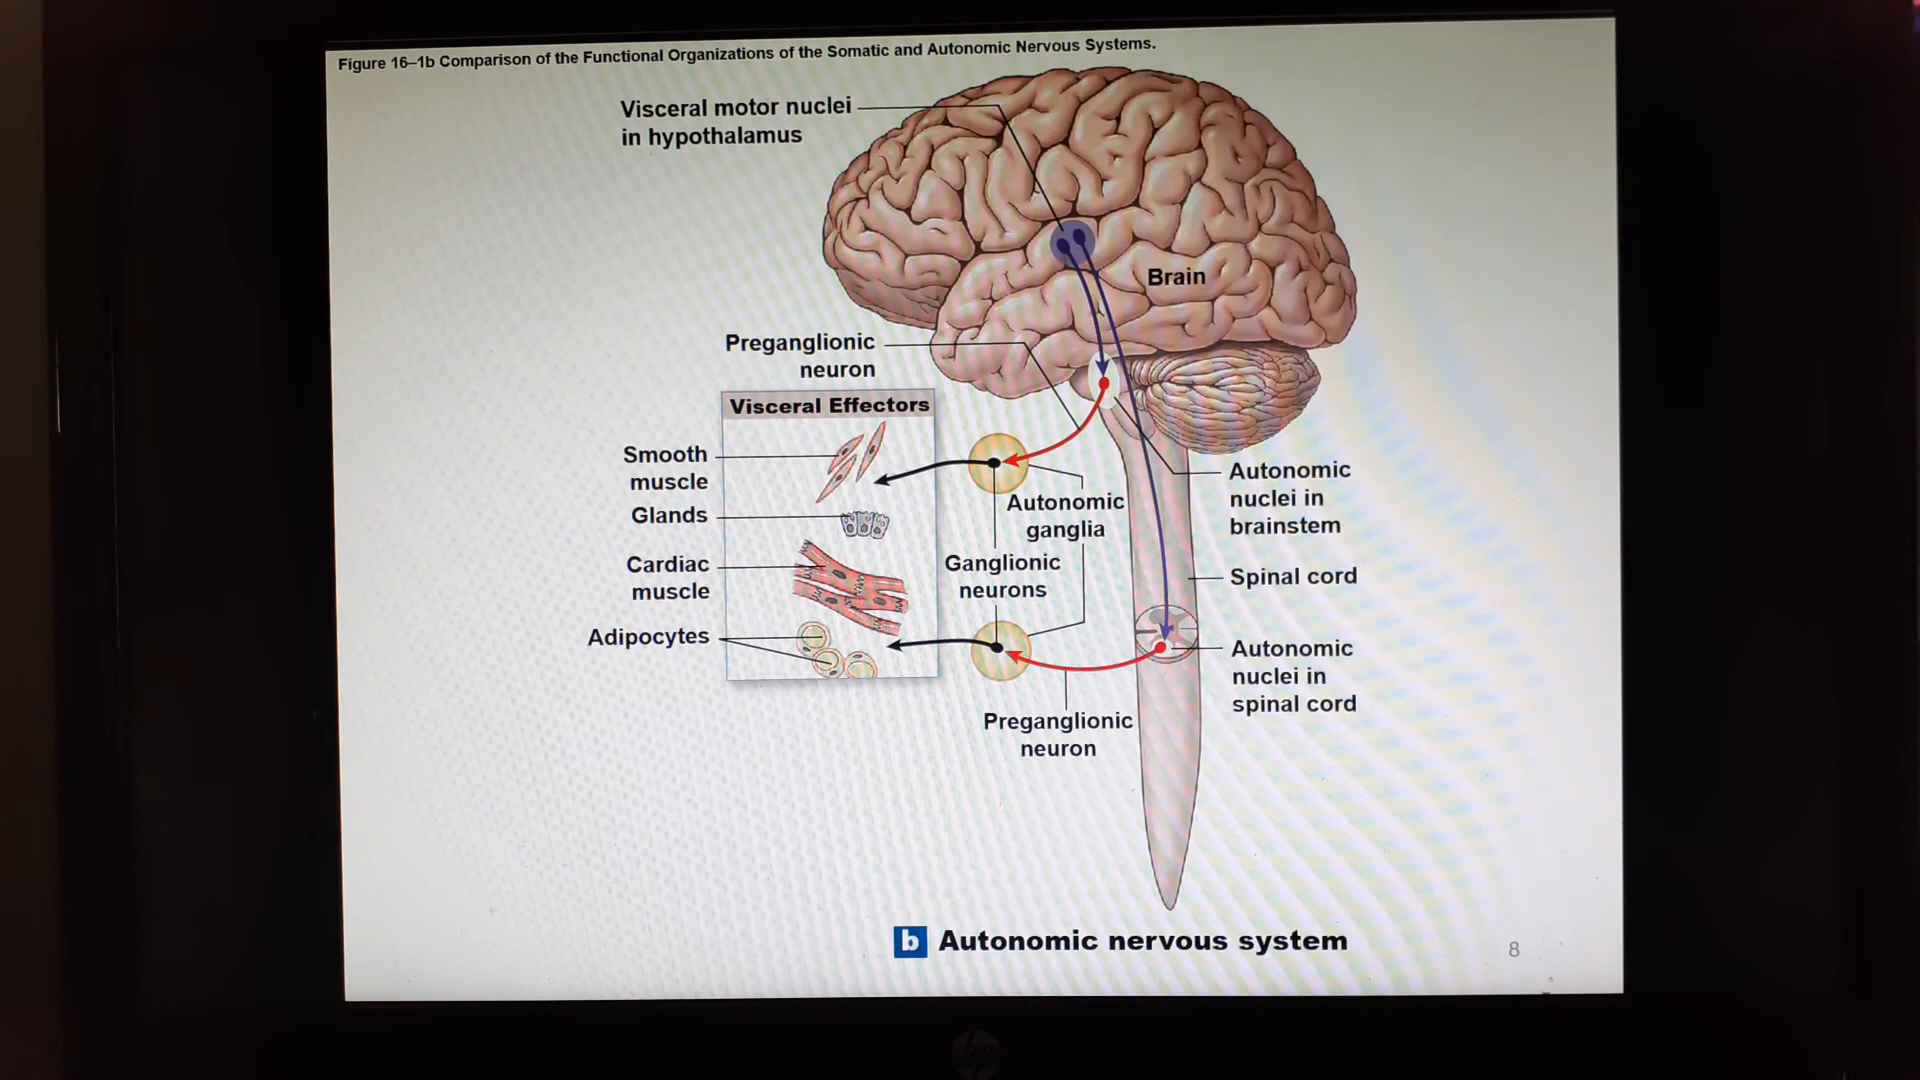 Figure 16–1b Comparison of the Functional Organizations of the Somatic and Autonomic Nervous Systems.
Visceral motor nuclei
in hypothalamus
Brain
Preganglionic
neuron
Visceral Effectors
Smooth
muscle
Glands
Cardiac
muscle
Adipocytes
Autonomic
ganglia
Ganglionic
neurons
Preganglionic
neuron
Autonomic
nuclei in
brainstem
Spinal cord
Autonomic
nuclei in
spinal cord
b Autonomic nervous system
8
hp